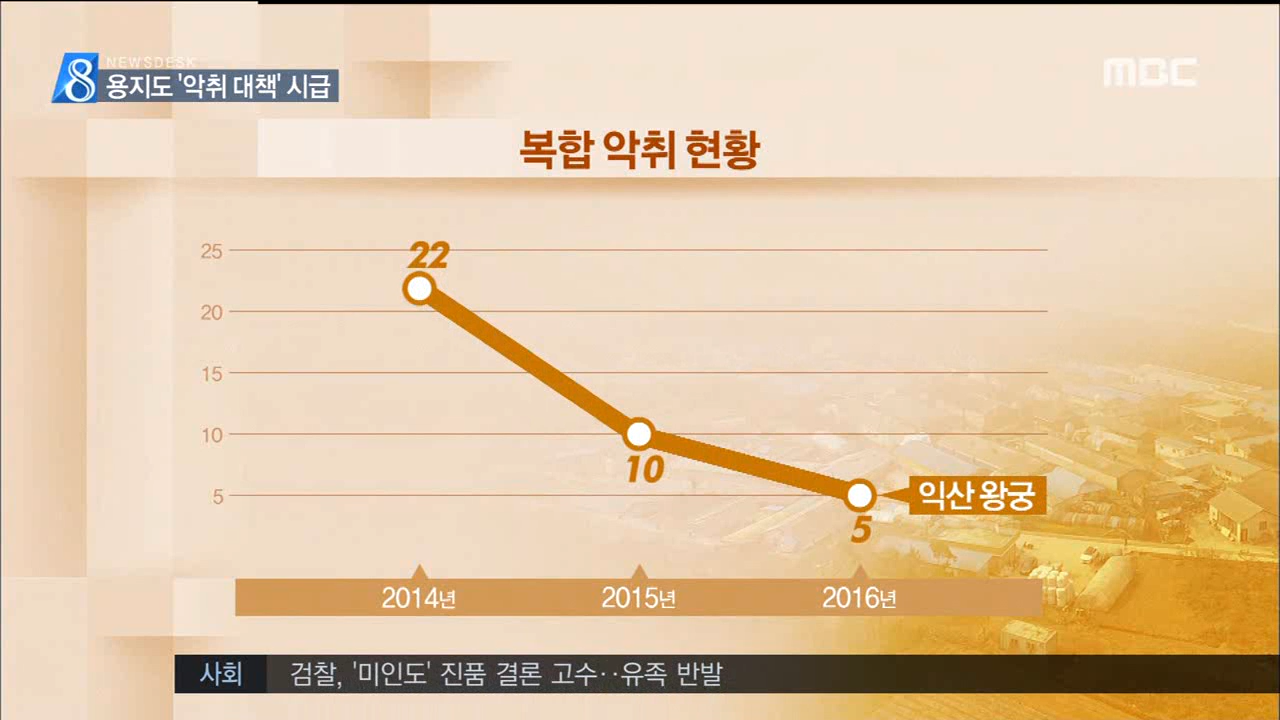 NEWSDESK
8 용지도 '악취 대책' 시급
MBC
복합 악취 현황
25
20
15
10
5
22
10
5
익산 왕궁
2014년 2015년 2016년
사회 검찰, '미인도' 진품 결론 고수··유족 반발